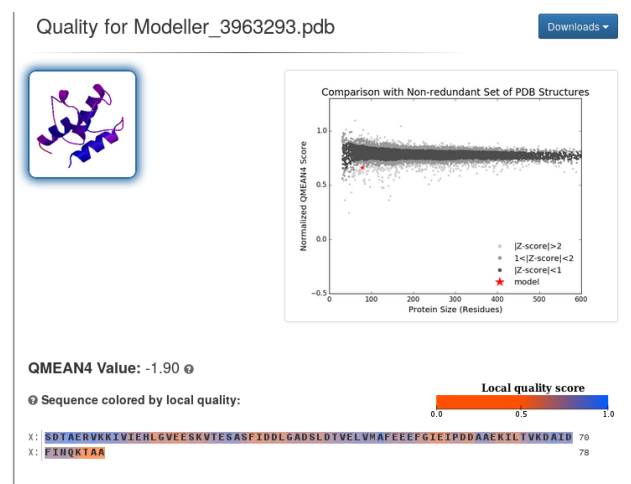 Quality for Modeller_3963293.pdb
Downloads
Comparison with Non-redundant Set of PDB Structures
Normalized QMEAN4 Score
1.0
0.5
0.0
−0.5
0 100 200 300 400 500 600
Protein Size (Residues)
|Z-score|>2
1<|Z-score|<2
|Z-score|<1
model
QMEAN4 Value: -1.90
Sequence colored by local quality:
Local quality score
0.0 0.5 1.0
X: SDTAERVKKIVIEHLGVEESKVTESASFIDDLGADSLDTVELVMAFEEEFGIEIPDDAAEKILTVKDAID 70
X: FINQKTAA 78